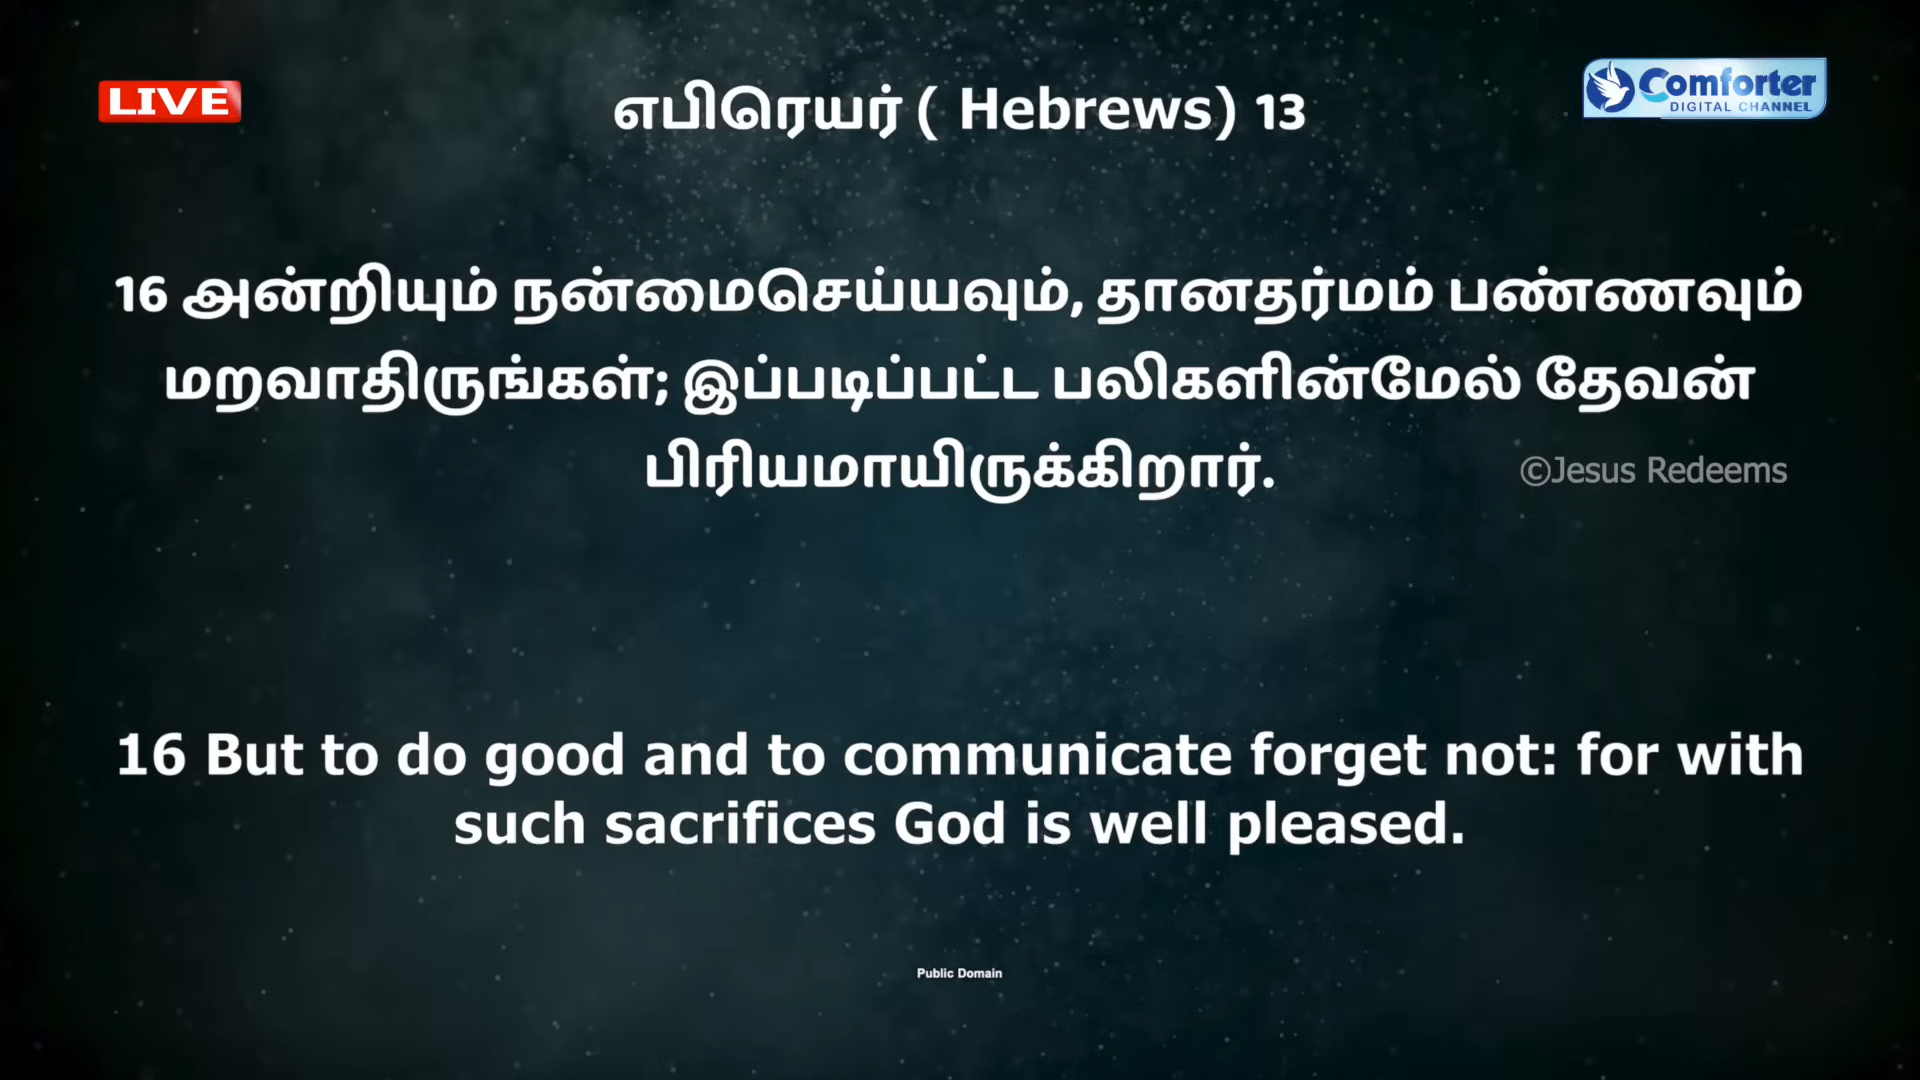 LIVE
எபிரெயர் ( Hebrews) 13
Comforter
DIGITAL CHANNEL
16 அன்றியும் நன்மைசெய்யவும், தானதர்மம் பண்ணவும்
மறவாதிருங்கள்; இப்படிப்பட்ட பலிகளின்மேல் தேவன்
பிரியமாயிருக்கிறார்.
©Jesus Redeems
16 But to do good and to communicate forget not: for with
such sacrifices God is well pleased.
Public Domain